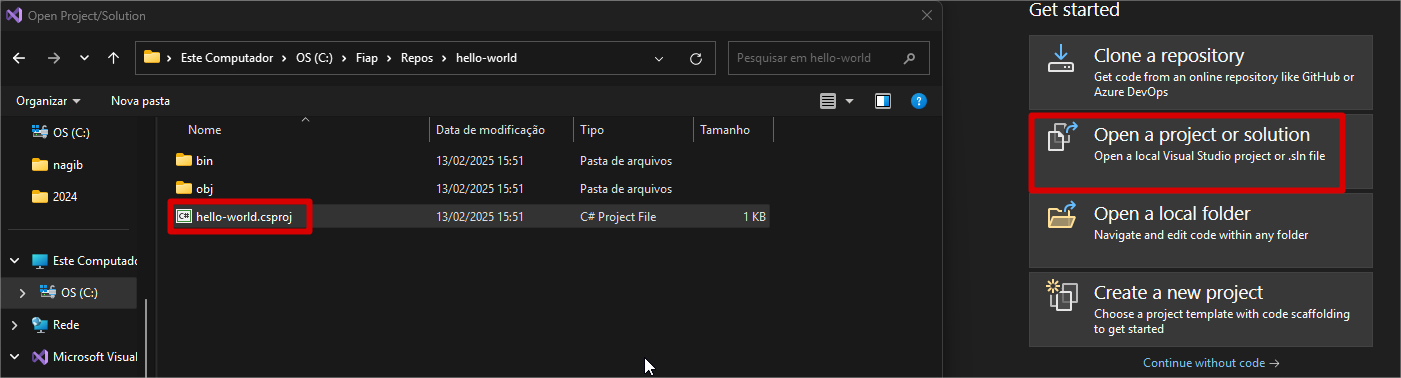 Open Project/Solution
Este Computador > OS (C:) > Fiap > Repos > hello-world
Pesquisar em hello-world
Organizar
Nova pasta
OS (C:)
nagib
2024
Este Computad
OS (C:)
Rede
Microsoft Visual
Nome Data de modificação Tipo Tamanho
bin 13/02/2025 15:51 Pasta de arquivos
obj 13/02/2025 15:51 Pasta de arquivos
C# hello-world.csproj 13/02/2025 15:51 C# Project File 1 KB
Get started
Clone a repository
Get code from an online repository like GitHub or
Azure DevOps
Open a project or solution
Open a local Visual Studio project or .sln file
Open a local folder
Navigate and edit code within any folder
Create a new project
Choose a project template with code scaffolding
to get started
Continue without code →